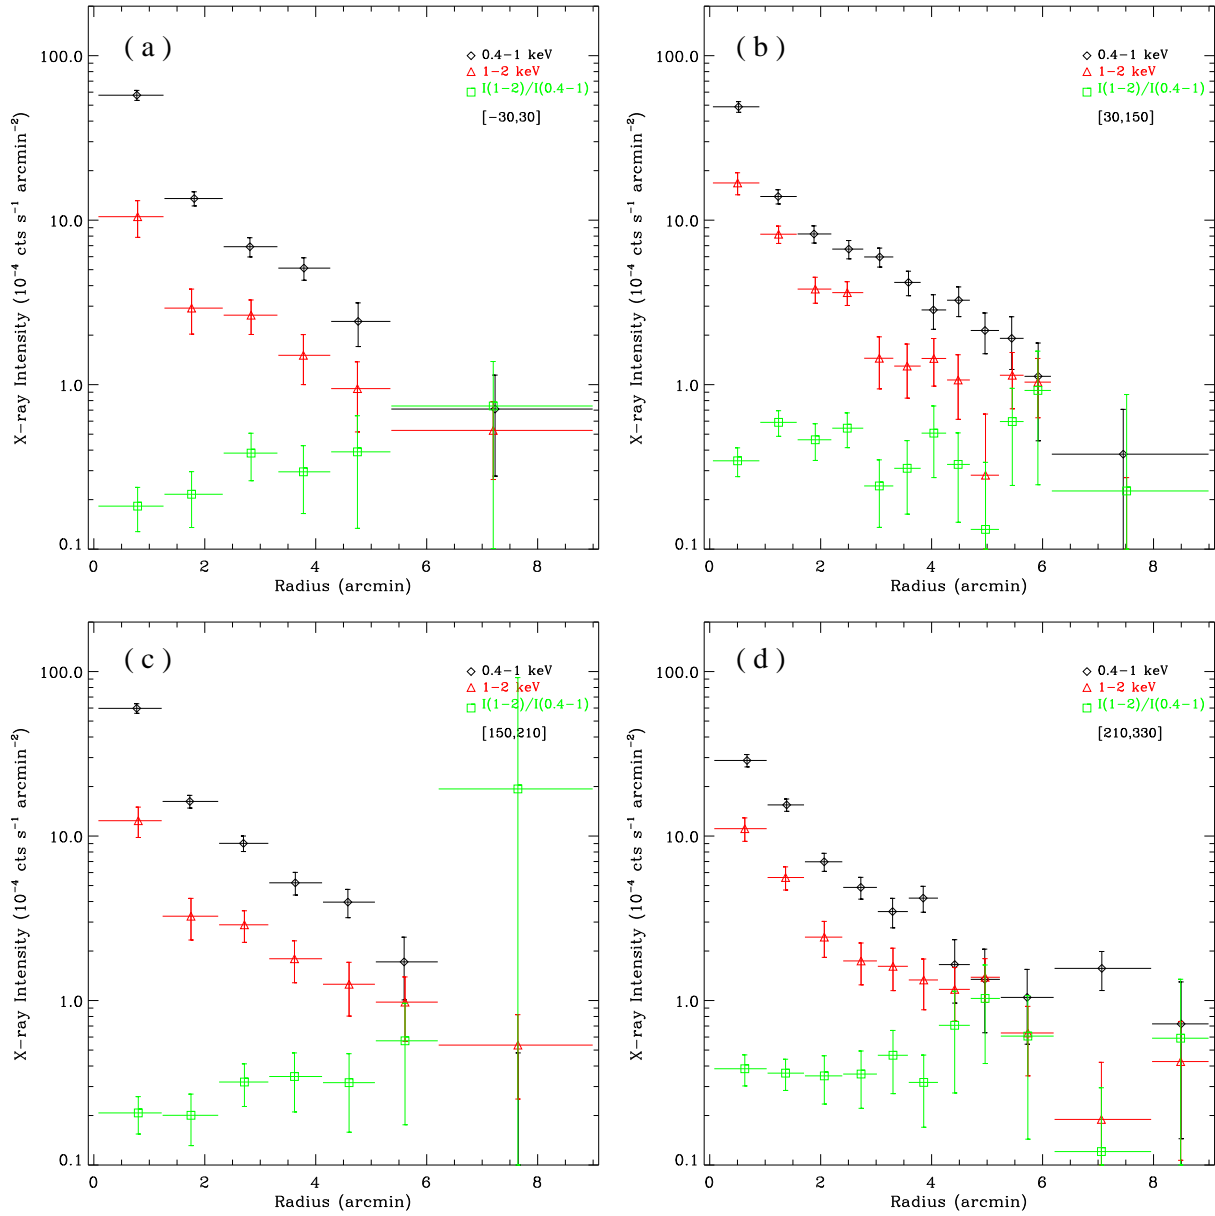 ( a )
100.0
10.0
1.0
0.1
X-ray Intensity (10⁻⁴ cts s⁻¹ arcmin⁻²)
0.4-1 keV
1-2 keV
I(1-2)/I(0.4-1)
[-30,30]
0 2 4 6 8
Radius (arcmin)
( b )
100.0
10.0
1.0
0.1
X-ray Intensity (10⁻⁴ cts s⁻¹ arcmin⁻²)
0.4-1 keV
1-2 keV
I(1-2)/I(0.4-1)
[30,150]
0 2 4 6 8
Radius (arcmin)
( c )
100.0
10.0
1.0
0.1
X-ray Intensity (10⁻⁴ cts s⁻¹ arcmin⁻²)
0.4-1 keV
1-2 keV
I(1-2)/I(0.4-1)
[150,210]
0 2 4 6 8
Radius (arcmin)
( d )
100.0
10.0
1.0
0.1
X-ray Intensity (10⁻⁴ cts s⁻¹ arcmin⁻²)
0.4-1 keV
1-2 keV
I(1-2)/I(0.4-1)
[210,330]
0 2 4 6 8
Radius (arcmin)